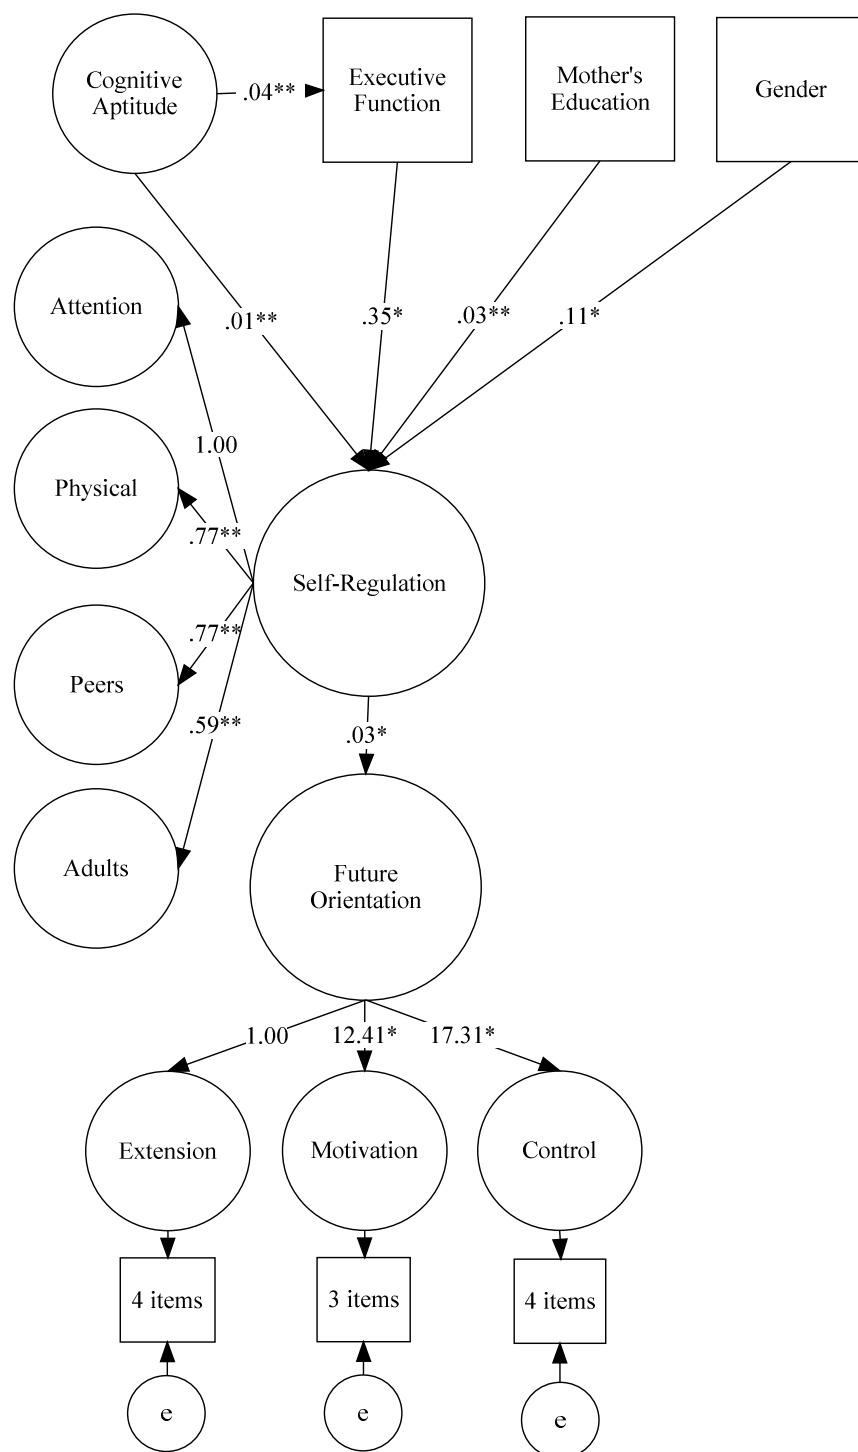 Cognitive
Aptitude
.04**
Executive
Function
Mother's
Education
Gender
.01**
.35*
.03**
.11*
Attention
1.00
Physical
.77**
Self-Regulation
.77**
Peers
.59**
.03*
Adults
Future
Orientation
1.00
12.41*
17.31*
Extension
Motivation
Control
4 items
3 items
4 items
e
e
e